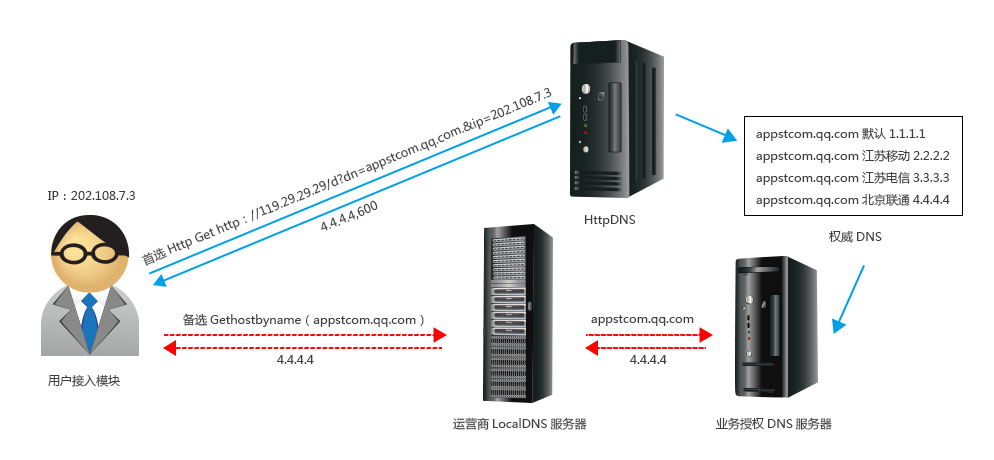 IP：202.108.7.3
首选 Http Get http：//119.29.29.29/d?dn=appstcom.qq.com.&ip=202.108.7.3
4.4.4.4,600
HttpDNS
appstcom.qq.com 默认 1.1.1.1
appstcom.qq.com 江苏移动 2.2.2.2
appstcom.qq.com 江苏电信 3.3.3.3
appstcom.qq.com 北京联通 4.4.4.4
权威 DNS
备选 Gethostbyname（appstcom.qq.com）
4.4.4.4
appstcom.qq.com
4.4.4.4
用户接入模块
运营商 LocalDNS 服务器
业务授权 DNS 服务器